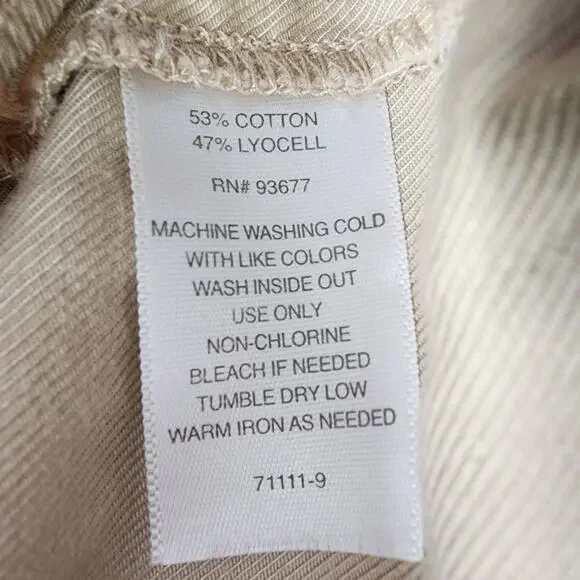 53% COTTON
47% LYOCELL
RN# 93677
MACHINE WASHING COLD
WITH LIKE COLORS
WASH INSIDE OUT
USE ONLY
NON-CHLORINE
BLEACH IF NEEDED
TUMBLE DRY LOW
WARM IRON AS NEEDED
71111-9